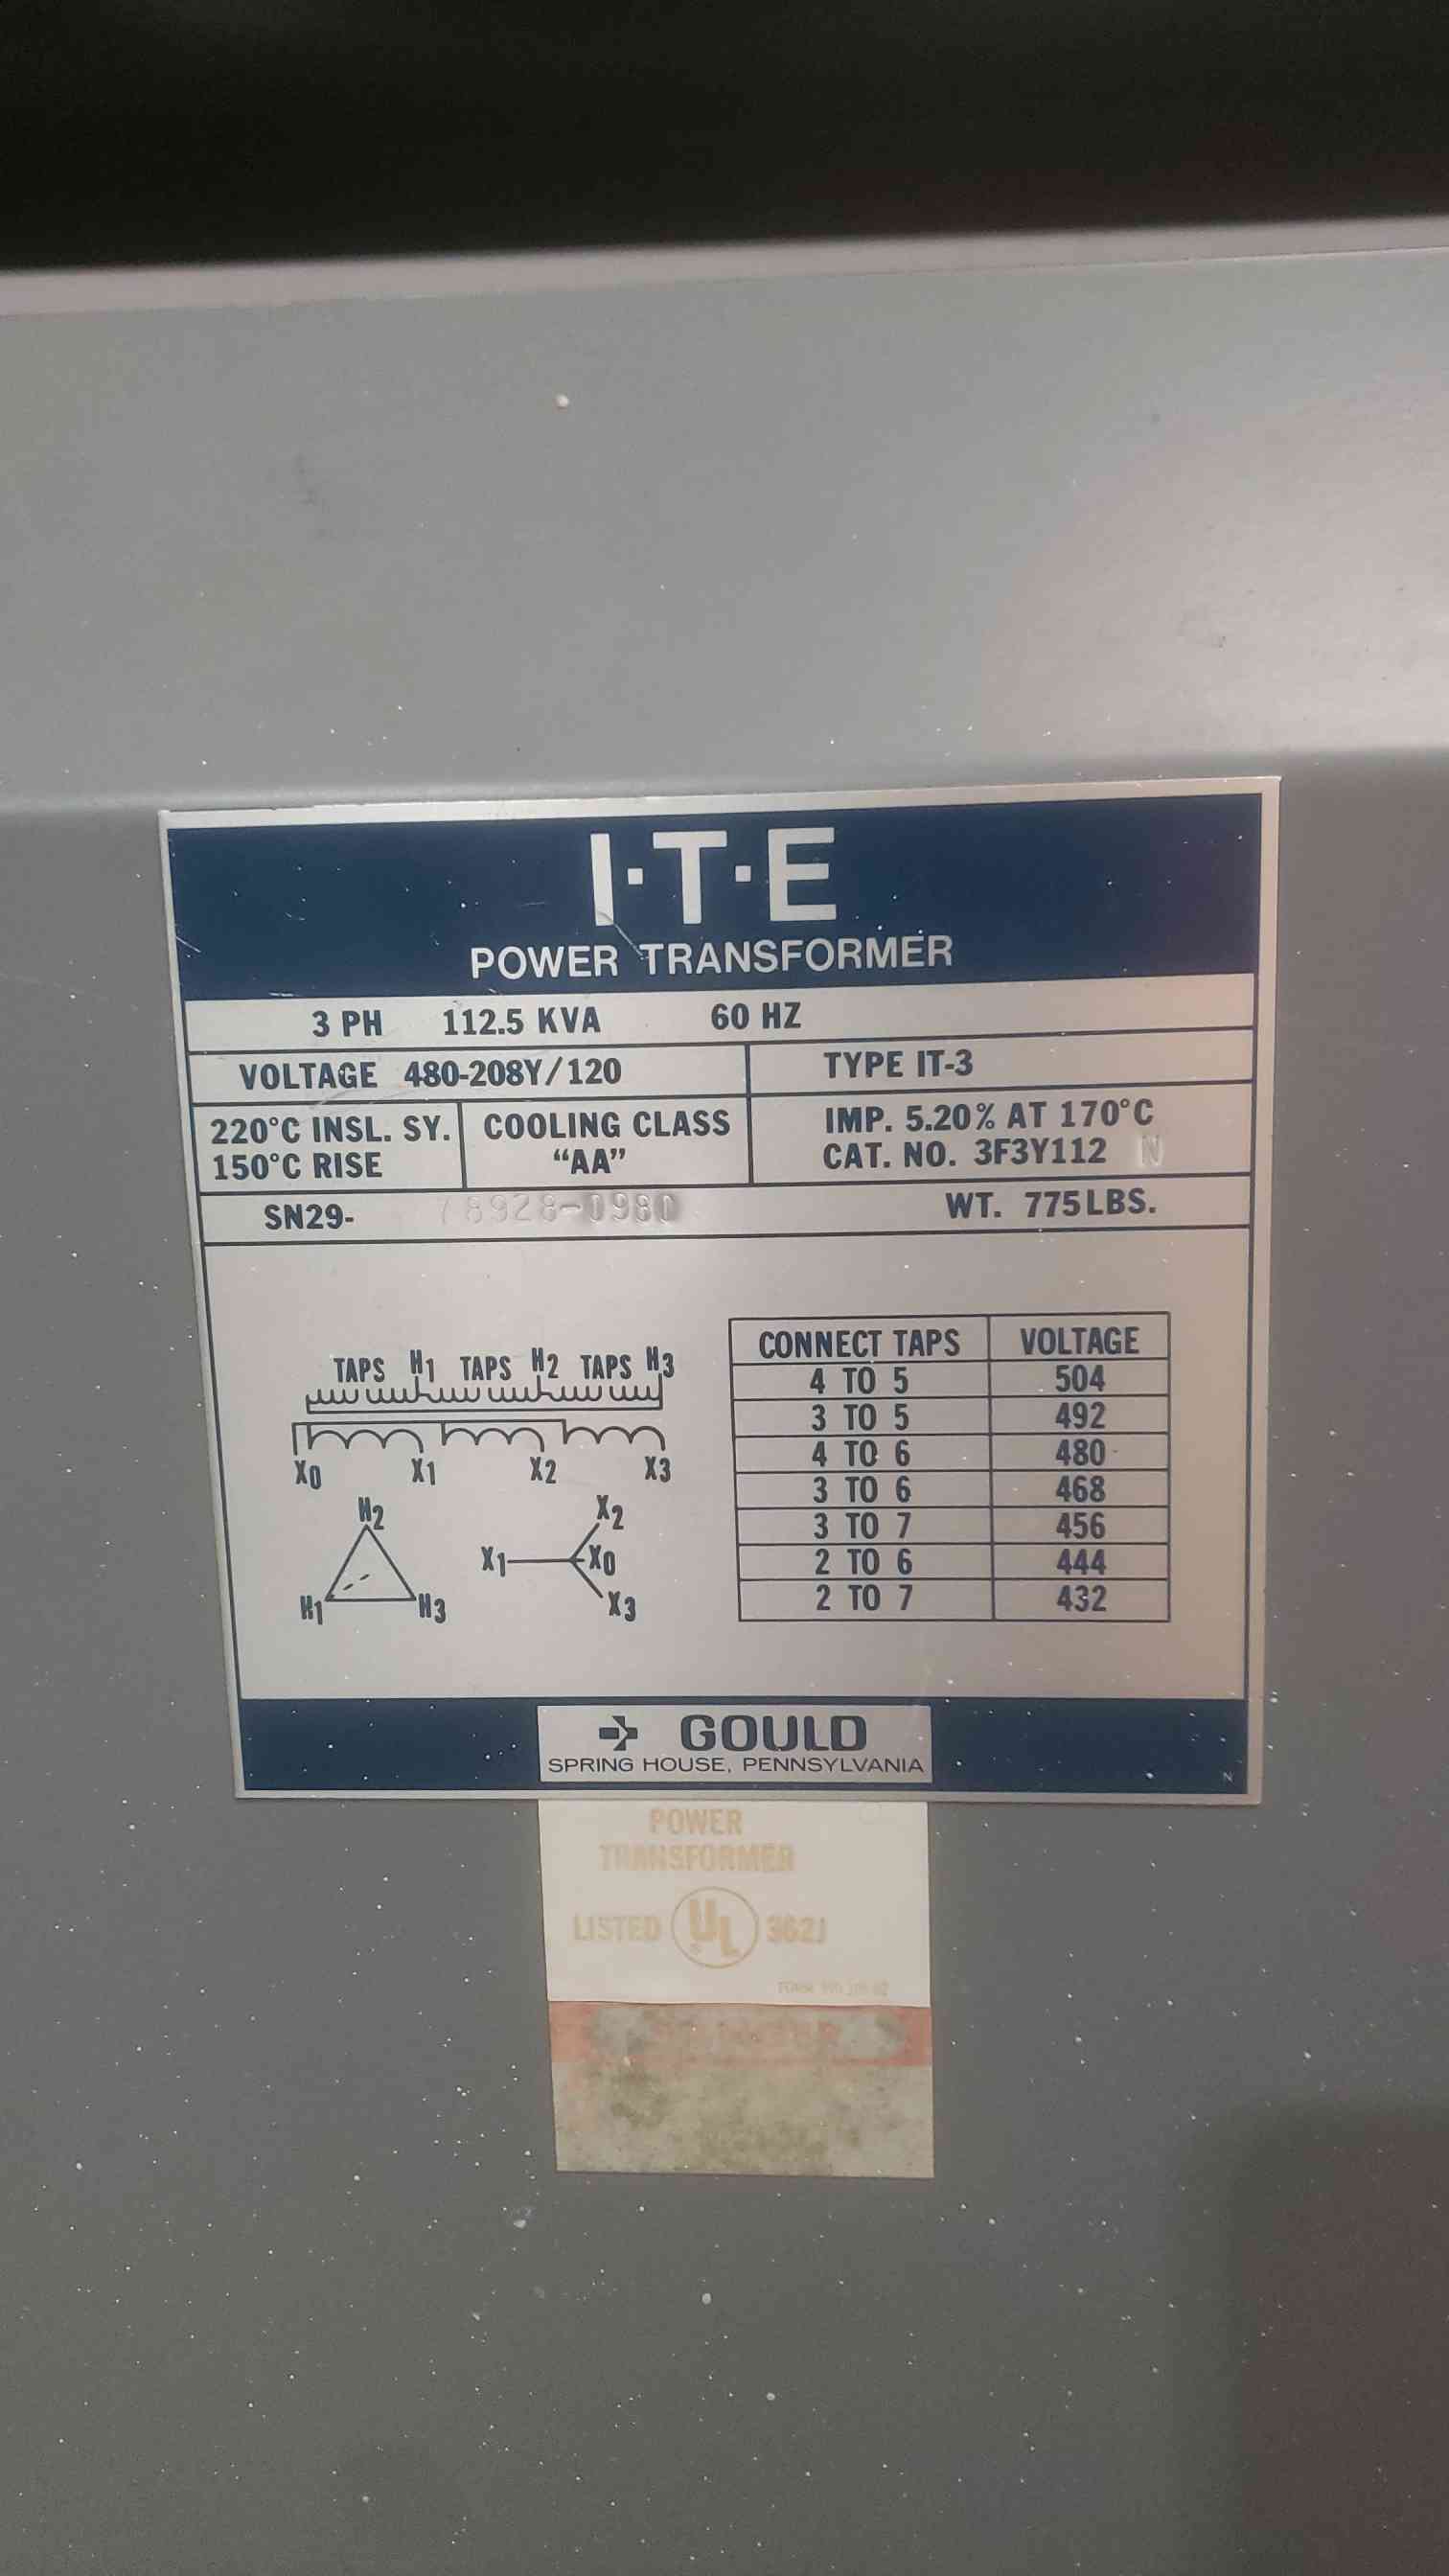 I·T·E
POWER TRANSFORMER
3 PH 112.5 KVA 60 HZ
VOLTAGE 480-208Y/120
TYPE IT-3
220°C INSL. SY.
150°C RISE
COOLING CLASS
"AA"
IMP. 5.20% AT 170°C
CAT. NO. 3F3Y112 N
SN29-
WT. 775 LBS.
TAPS H1 TAPS H2 TAPS H3
X0 X1 X2 X3
H2
H1 H3
X2
X1 X0
X3
CONNECT TAPS VOLTAGE
4 TO 5 504
3 TO 5 492
4 TO 6 480
3 TO 6 468
3 TO 7 456
2 TO 6 444
2 TO 7 432
GOULD
SPRING HOUSE, PENNSYLVANIA
N
POWER
TRANSFORMER
LISTED UL 362J